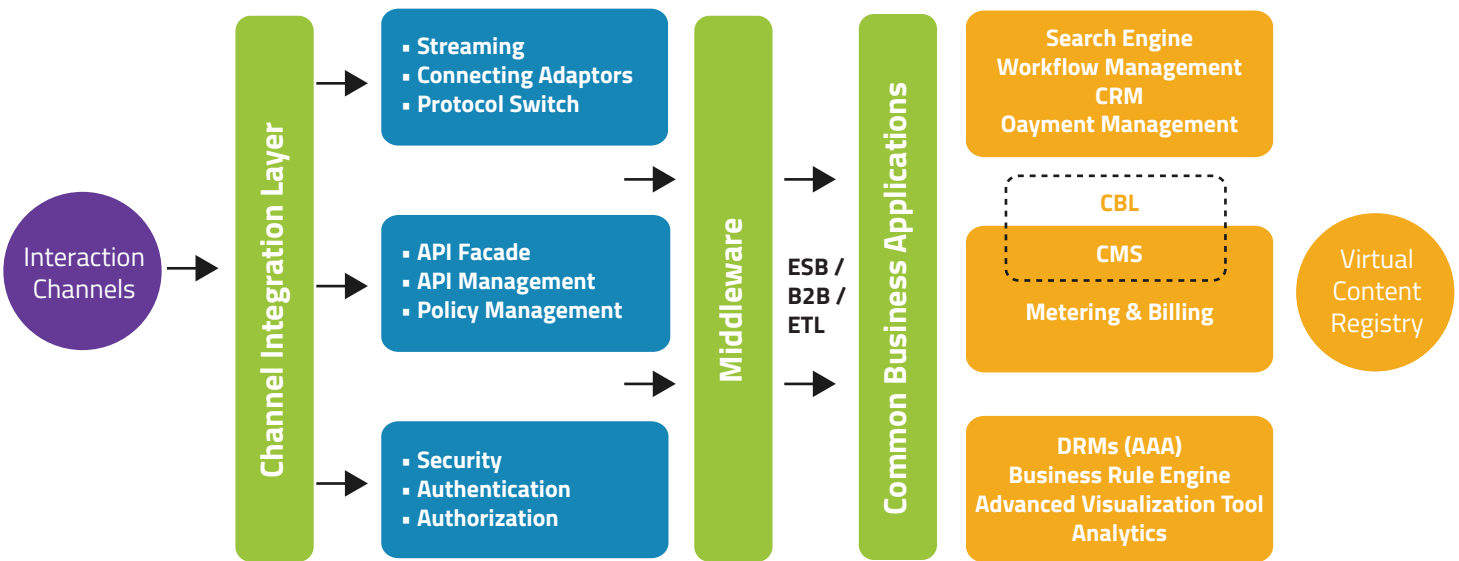 Interaction
Channels
Channel Integration Layer
▪ Streaming
▪ Connecting Adaptors
▪ Protocol Switch
▪ API Facade
▪ API Management
▪ Policy Management
▪ Security
▪ Authentication
▪ Authorization
Middleware
ESB /
B2B /
ETL
Common Business Applications
Search Engine
Workflow Management
CRM
Oayment Management
CBL
CMS
Metering & Billing
DRMs (AAA)
Business Rule Engine
Advanced Visualization Tool
Analytics
Virtual
Content
Registry